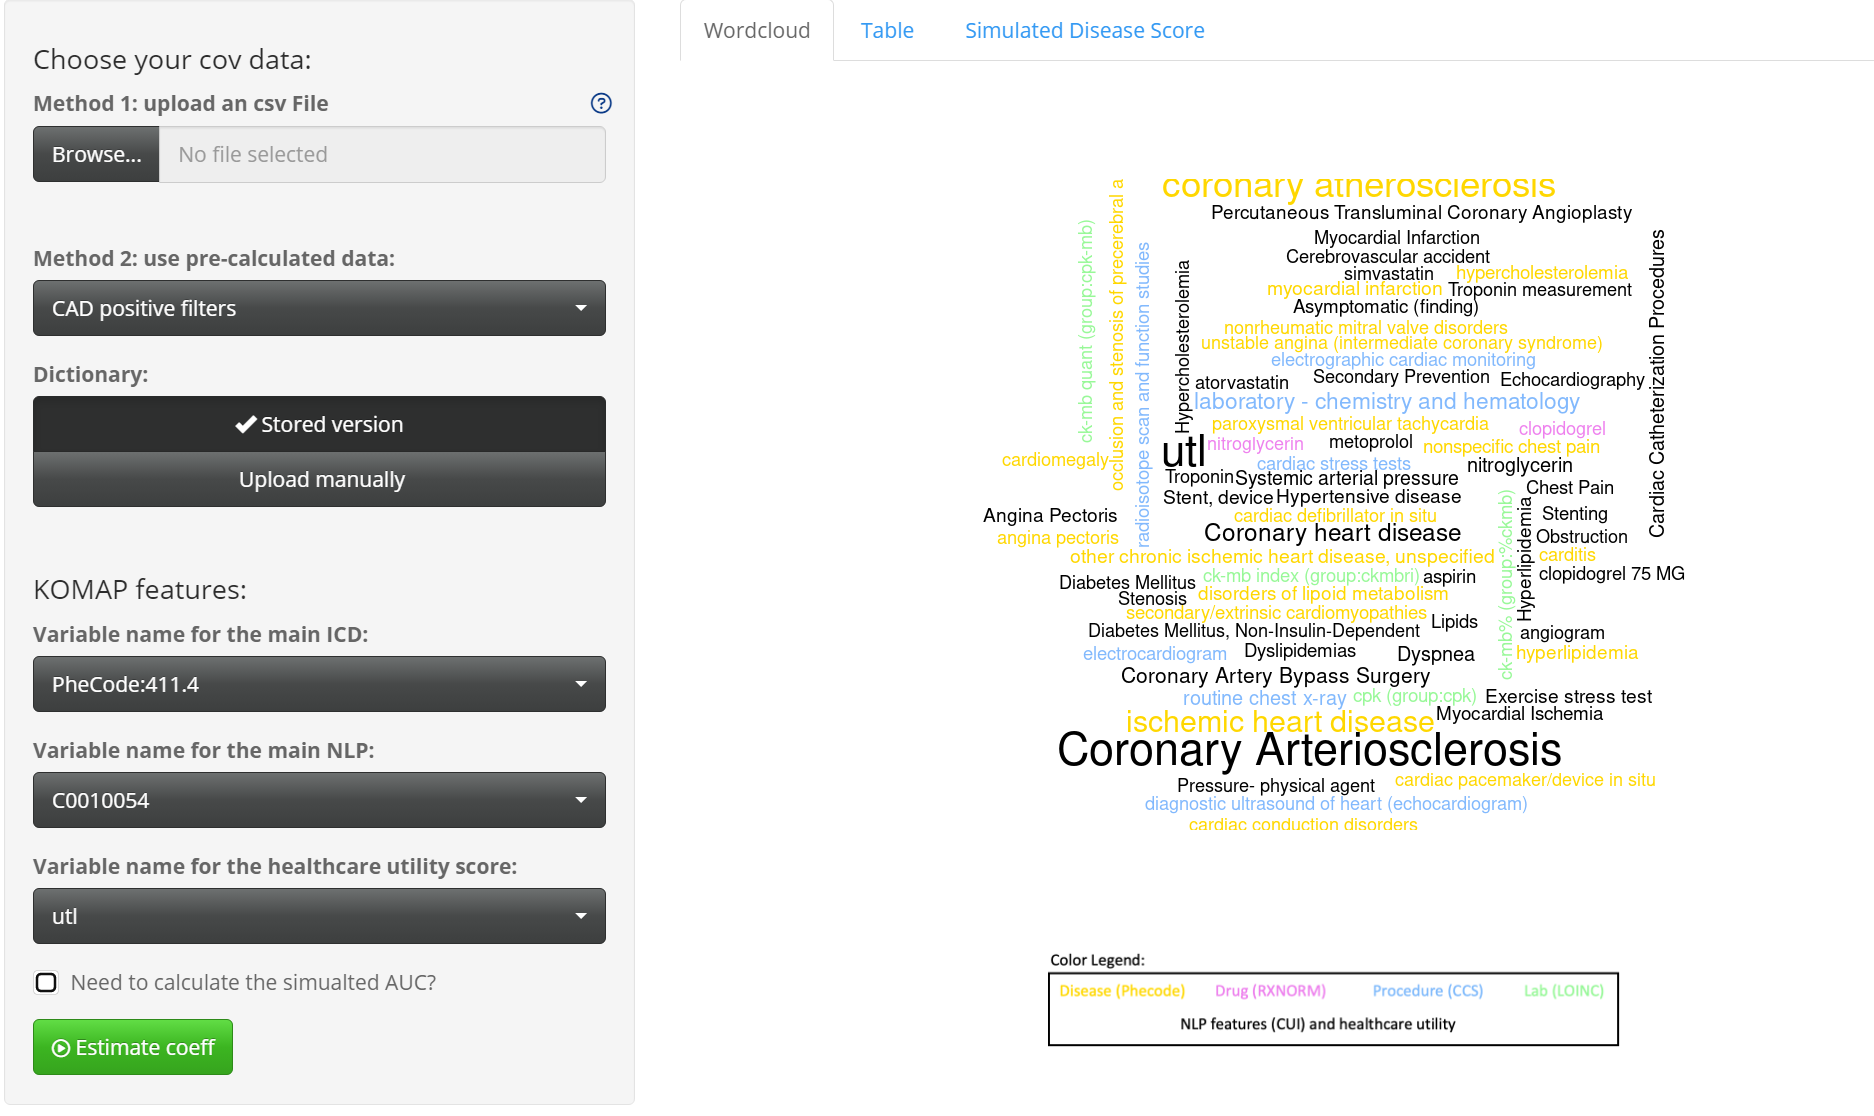 Choose your cov data:
Method 1: upload an csv File
Browse... No file selected
Method 2: use pre-calculated data:
CAD positive filters
Dictionary:
Stored version
Upload manually
KOMAP features:
Variable name for the main ICD:
PheCode:411.4
Variable name for the main NLP:
C0010054
Variable name for the healthcare utility score:
utl
Need to calculate the simualted AUC?
Estimate coeff
Wordcloud Table Simulated Disease Score
coronary atherosclerosis
Percutaneous Transluminal Coronary Angioplasty
Myocardial Infarction
Cerebrovascular accident
simvastatin hypercholesterolemia
myocardial infarction Troponin measurement
Asymptomatic (finding)
nonrheumatic mitral valve disorders
unstable angina (intermediate coronary syndrome)
electrographic cardiac monitoring
atorvastatin Secondary Prevention Echocardiography
laboratory - chemistry and hematology
paroxysmal ventricular tachycardia clopidogrel
utl nitroglycerin metoprolol nonspecific chest pain
cardiomegaly cardiac stress tests nitroglycerin
Troponin Systemic arterial pressure
Stent, device Hypertensive disease Chest Pain
Angina Pectoris cardiac defibrillator in situ Stenting
angina pectoris Coronary heart disease Obstruction
other chronic ischemic heart disease, unspecified carditis
Diabetes Mellitus ck-mb index (group:ckmbri) aspirin clopidogrel 75 MG
Stenosis disorders of lipoid metabolism
secondary/extrinsic cardiomyopathies Lipids
Diabetes Mellitus, Non-Insulin-Dependent angiogram
electrocardiogram Dyslipidemias Dyspnea hyperlipidemia
Coronary Artery Bypass Surgery
routine chest x-ray cpk (group:cpk) Exercise stress test
ischemic heart disease Myocardial Ischemia
Coronary Arteriosclerosis
Pressure- physical agent cardiac pacemaker/device in situ
diagnostic ultrasound of heart (echocardiogram)
cardiac conduction disorders
ck-mb quant (group:cpk-mb)
occlusion and stenosis of precerebral a
radioisotope scan and function studies
Hypercholesterolemia
ck-mb% (group:%ckmb)
Hyperlipidemia
Cardiac Catheterization Procedures
Color Legend:
Disease (Phecode) Drug (RXNORM) Procedure (CCS) Lab (LOINC)
NLP features (CUI) and healthcare utility